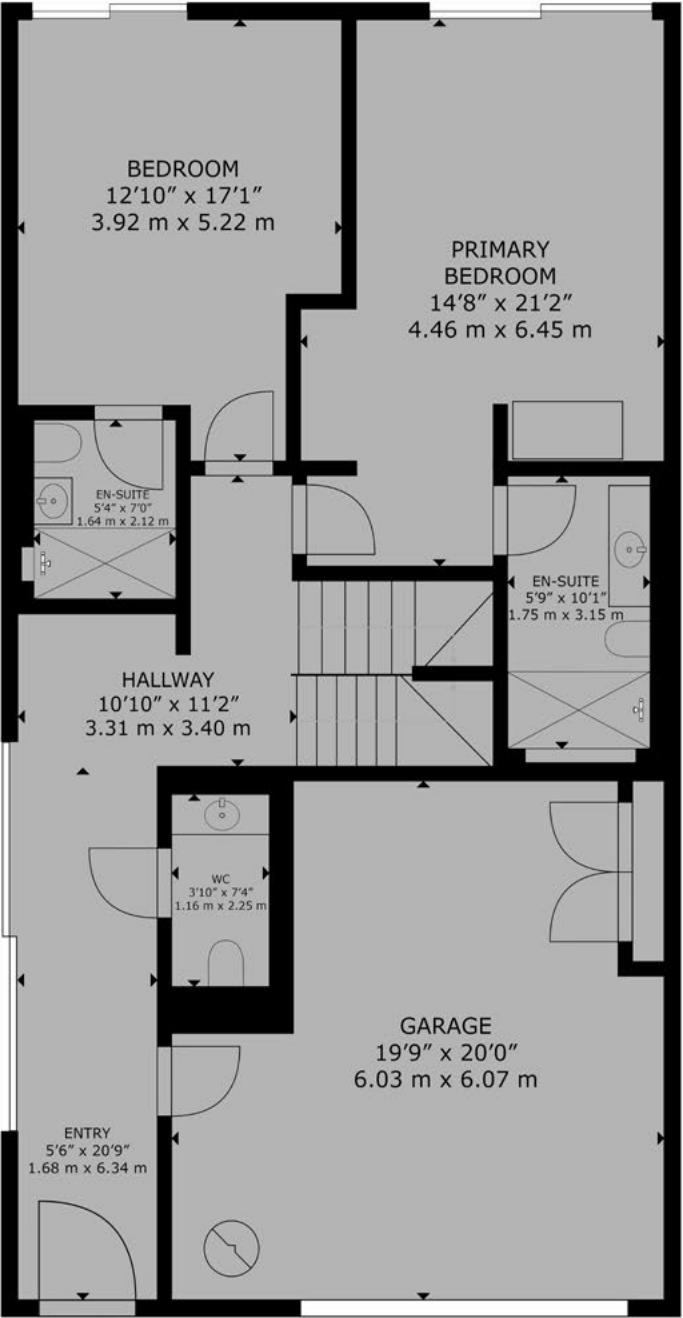 BEDROOM
12’10” x 17’1”
3.92 m x 5.22 m
PRIMARY
BEDROOM
14’8” x 21’2”
4.46 m x 6.45 m
EN-SUITE
5’4” x 7’0”
1.64 m x 2.12 m
EN-SUITE
5’9” x 10’1”
1.75 m x 3.15 m
HALLWAY
10’10” x 11’2”
3.31 m x 3.40 m
WC
3’10” x 7’4”
1.16 m x 2.25 m
GARAGE
19’9” x 20’0”
6.03 m x 6.07 m
ENTRY
5’6” x 20’9”
1.68 m x 6.34 m